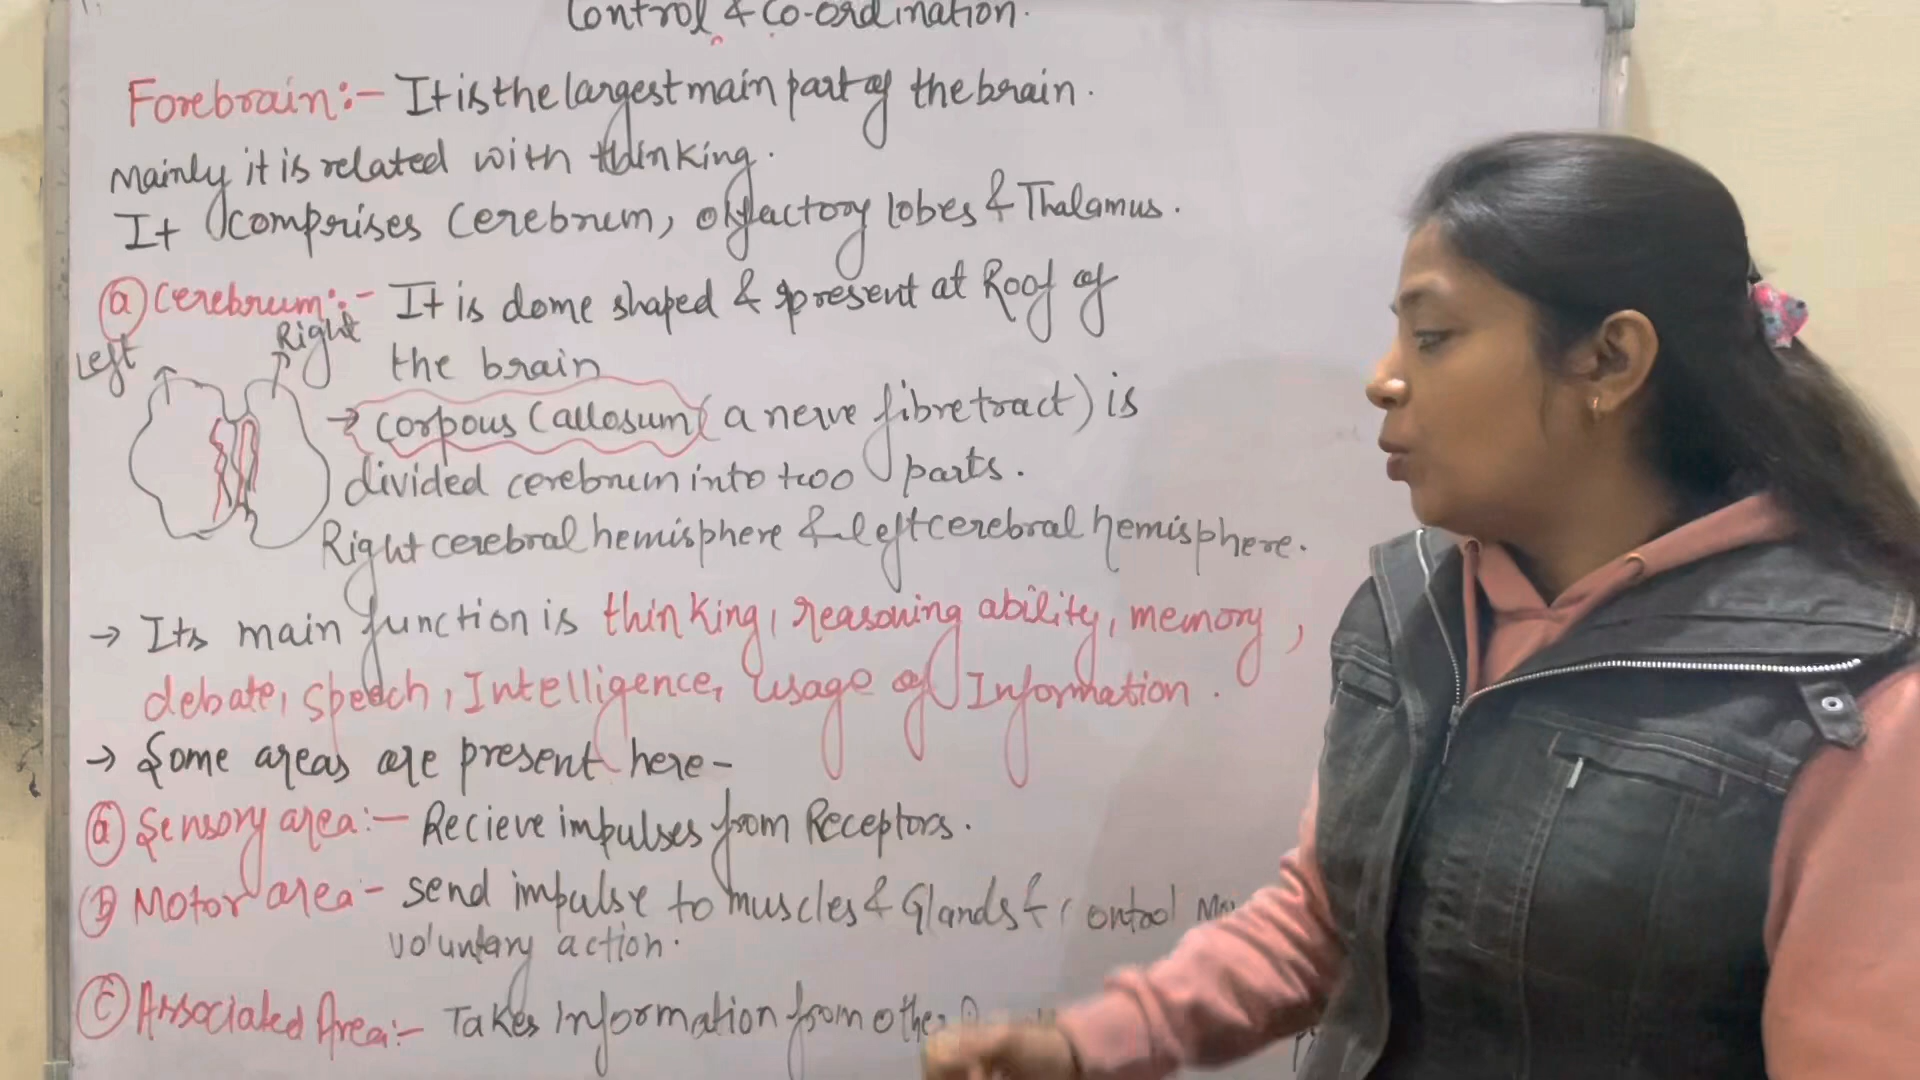 Control & Co-ordination.
Forebrain:- It is the largest main part of the brain.
Mainly it is related with thinking.
It comprises Cerebrum, olfactory lobes & Thalamus.
(a) Cerebrum:- It is dome shaped & present at Roof of
Left Right
the brain
→ Corpous Callosum (a nerve fibre tract) is
divided cerebrum into two parts.
Right cerebral hemisphere & left cerebral hemisphere.
→ Its main function is thinking, reasoning ability, memory,
debate, speech, Intelligence, Usage of Information.
→ Some areas are present here -
(a) Sensory area:- Recieve impulses from Receptors.
(b) Motor area - send impulse to muscles & Glands & Control
voluntary action.
(c) Associated Area:- Takes Information from other